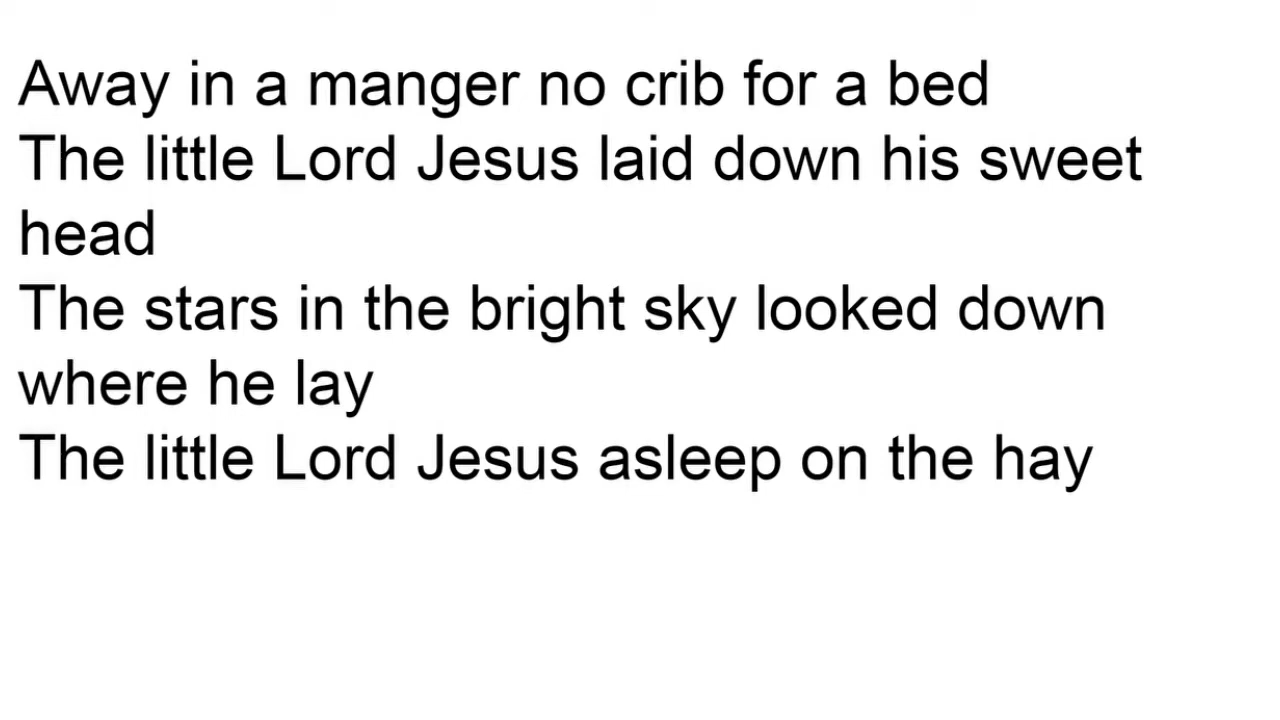 Away in a manger no crib for a bed
The little Lord Jesus laid down his sweet
head
The stars in the bright sky looked down
where he lay
The little Lord Jesus asleep on the hay